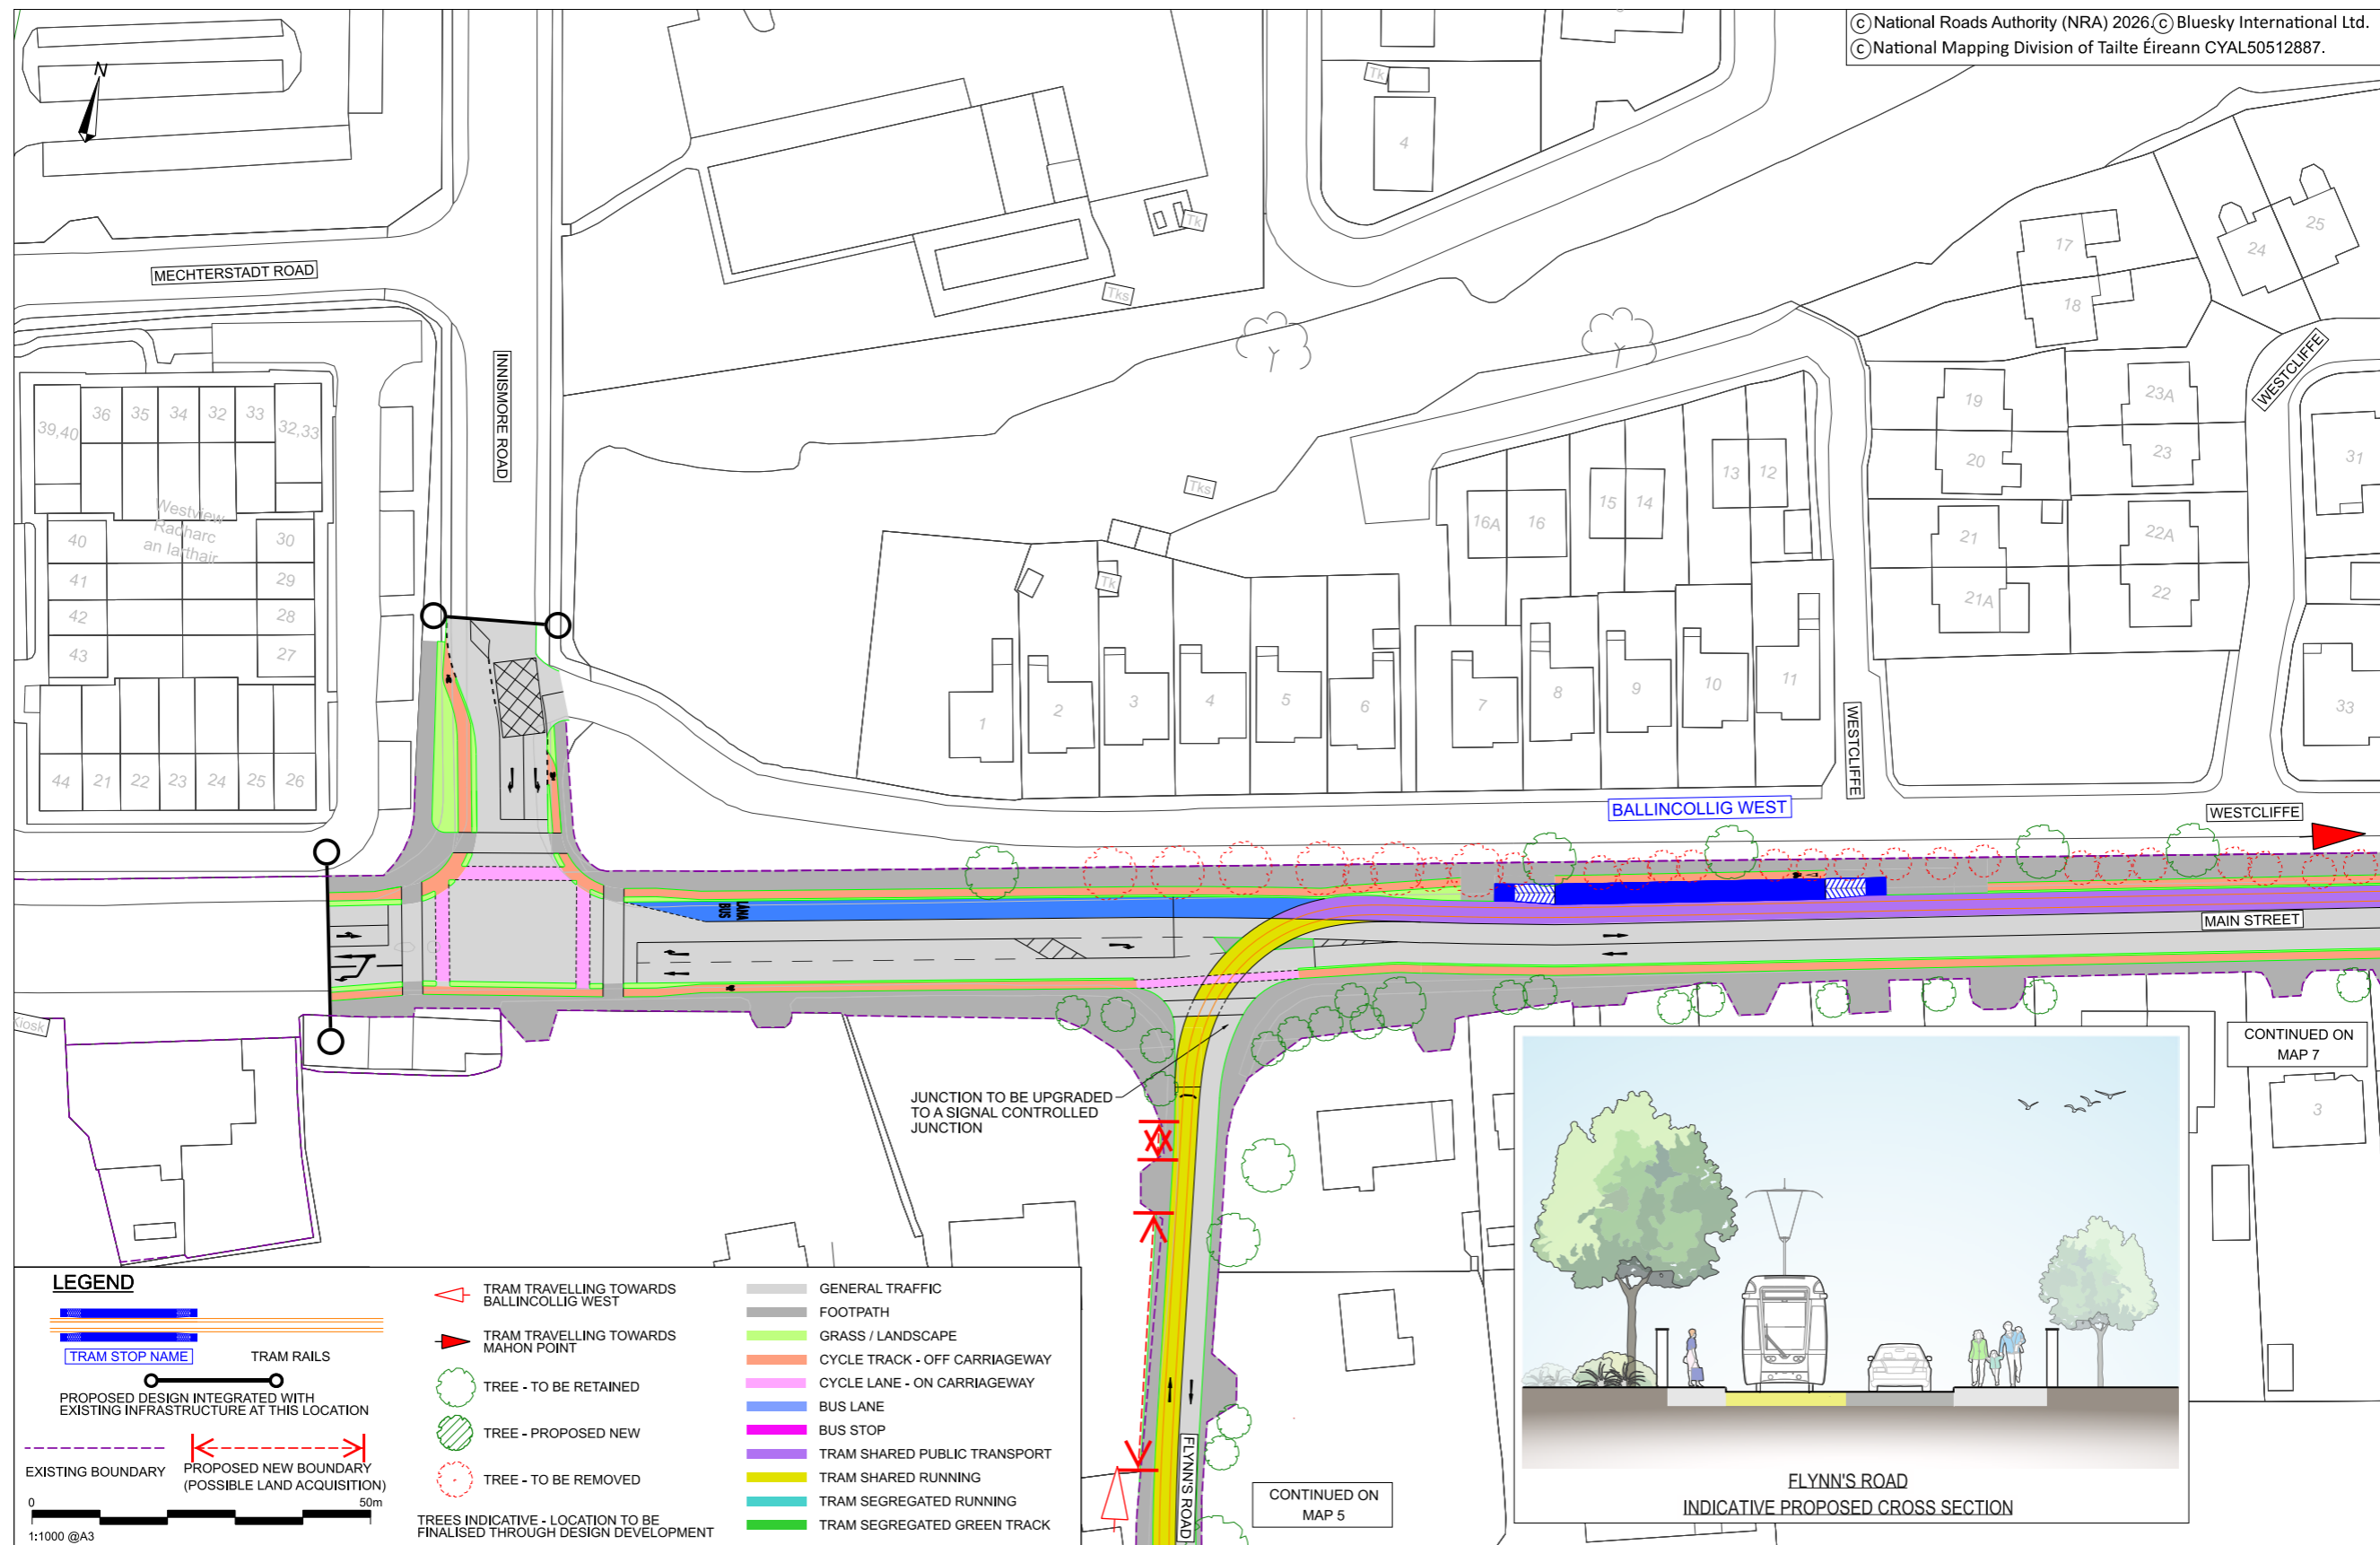 © National Roads Authority (NRA) 2026. © Bluesky International Ltd.
© National Mapping Division of Tailte Éireann CYAL50512887.
N
Tk
4
Tk
Tks
MECHTERSTADT ROAD
INNISMORE ROAD
17
18
24
25
WESTCLIFFE
39,40
36
35
34
32
33
32,33
Westview
Radharc
an Iarthair
40
41
42
43
30
29
28
27
44
21
22
23
24
25
26
Tks
Tk
16A
16
15
14
13
12
19
20
21
21A
23A
23
22A
22
31
33
1
2
3
4
5
6
7
8
9
10
11
WESTCLIFFE
BALLINCOLLIG WEST
WESTCLIFFE
LANA
BUS
MAIN STREET
Kiosk
JUNCTION TO BE UPGRADED
TO A SIGNAL CONTROLLED
JUNCTION
CONTINUED ON
MAP 7
3
FLYNN'S ROAD
CONTINUED ON
MAP 5
FLYNN'S ROAD
INDICATIVE PROPOSED CROSS SECTION
LEGEND
TRAM STOP NAME
TRAM RAILS
PROPOSED DESIGN INTEGRATED WITH
EXISTING INFRASTRUCTURE AT THIS LOCATION
EXISTING BOUNDARY
PROPOSED NEW BOUNDARY
(POSSIBLE LAND ACQUISITION)
0
50m
1:1000 @A3
TRAM TRAVELLING TOWARDS
BALLINCOLLIG WEST
TRAM TRAVELLING TOWARDS
MAHON POINT
TREE - TO BE RETAINED
TREE - PROPOSED NEW
TREE - TO BE REMOVED
TREES INDICATIVE - LOCATION TO BE
FINALISED THROUGH DESIGN DEVELOPMENT
GENERAL TRAFFIC
FOOTPATH
GRASS / LANDSCAPE
CYCLE TRACK - OFF CARRIAGEWAY
CYCLE LANE - ON CARRIAGEWAY
BUS LANE
BUS STOP
TRAM SHARED PUBLIC TRANSPORT
TRAM SHARED RUNNING
TRAM SEGREGATED RUNNING
TRAM SEGREGATED GREEN TRACK